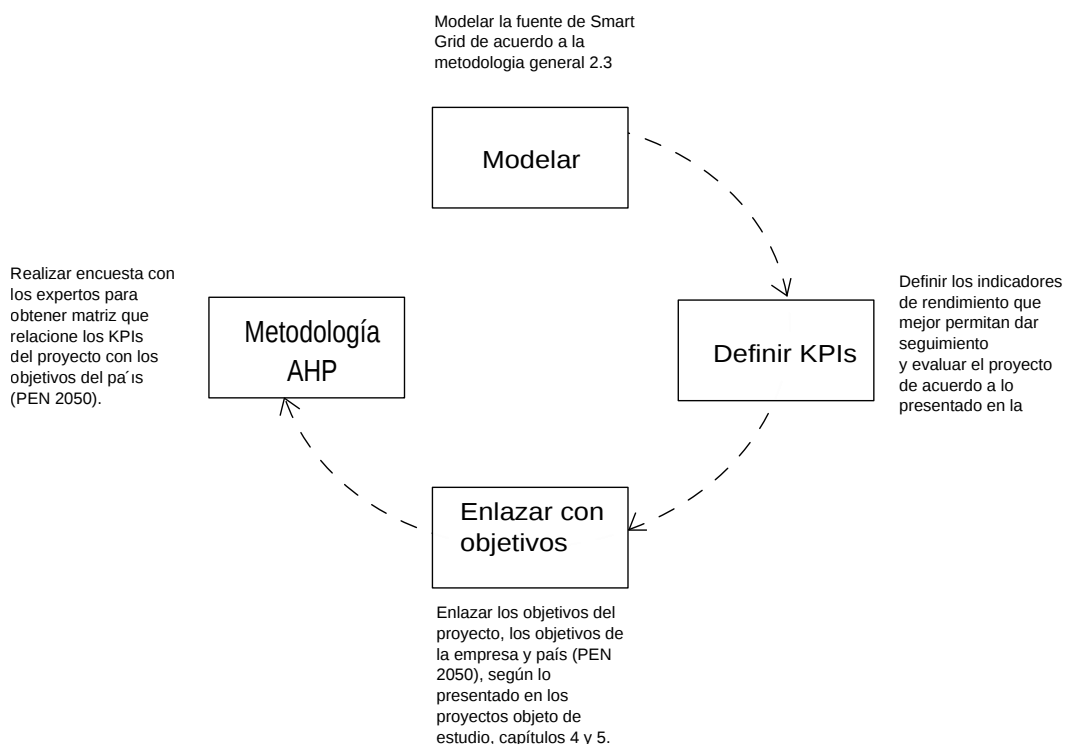 Modelar la fuente de Smart
Grid de acuerdo a la
metodologia general 2.3
Modelar
Realizar encuesta con
los expertos para
obtener matriz que
relacione los KPIs
del proyecto con los
objetivos del pa´ıs
(PEN 2050).
Metodología
AHP
Definir KPIs
Definir los indicadores
de rendimiento que
mejor permitan dar
seguimiento
y evaluar el proyecto
de acuerdo a lo
presentado en la
Enlazar con
objetivos
Enlazar los objetivos del
proyecto, los objetivos de
la empresa y país (PEN
2050), según lo
presentado en los
proyectos objeto de
estudio, capítulos 4 y 5.